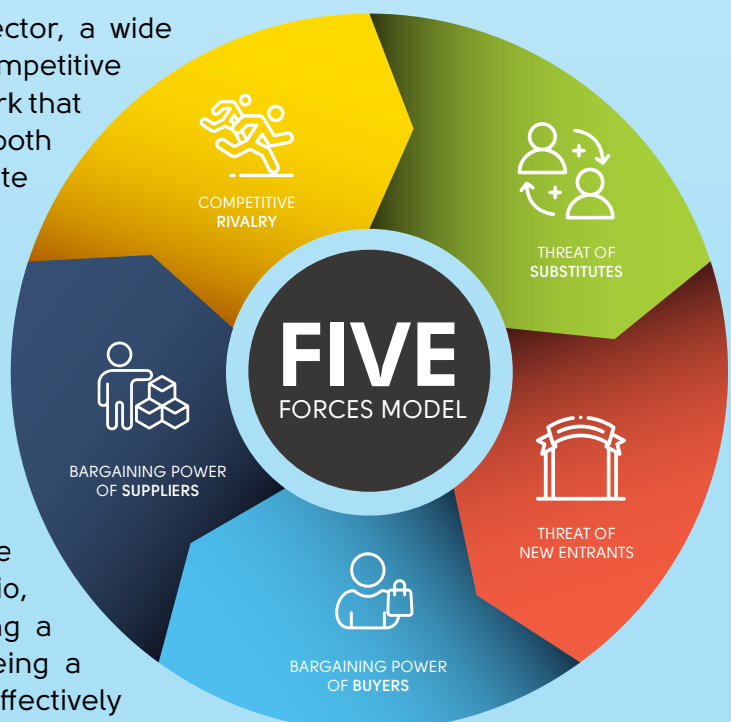 ector, a wide
mpetitive
rk that
both
te
COMPETITIVE
RIVALRY
THREAT OF
SUBSTITUTES
FIVE
FORCES MODEL
BARGAINING POWER
OF SUPPLIERS
THREAT OF
NEW ENTRANTS
e
io,
ng a
eing a
ffectively
BARGAINING POWER
OF BUYERS